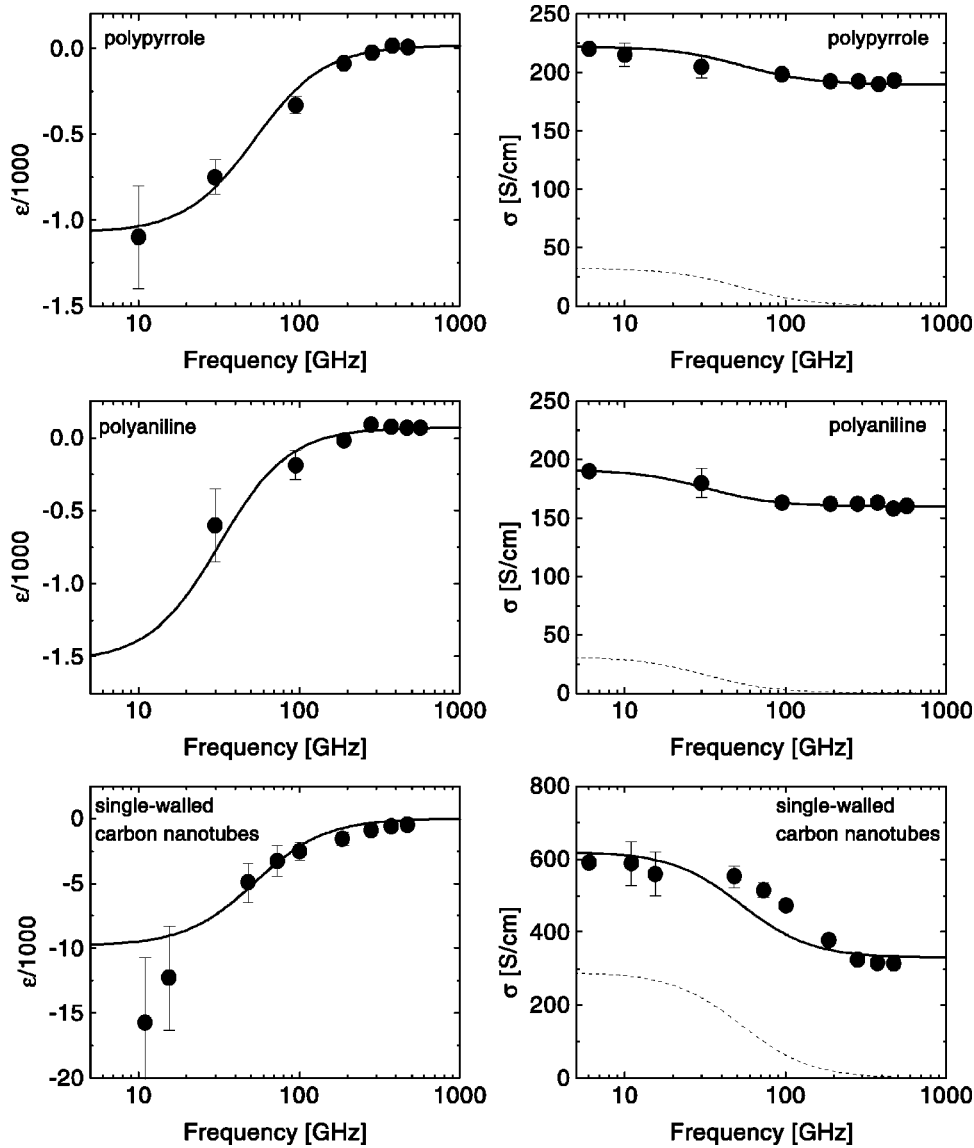 polypyrrole
0.0
-0.5
-1.0
-1.5
ε/1000
10
100
1000
Frequency [GHz]
polypyrrole
250
200
150
100
50
0
σ [S/cm]
10
100
1000
Frequency [GHz]
polyaniline
0.0
-0.5
-1.0
-1.5
ε/1000
10
100
1000
Frequency [GHz]
polyaniline
250
200
150
100
50
0
σ [S/cm]
10
100
1000
Frequency [GHz]
single-walled
carbon nanotubes
0
-5
-10
-15
-20
ε/1000
10
100
1000
Frequency [GHz]
single-walled
carbon nanotubes
800
600
400
200
0
σ [S/cm]
10
100
1000
Frequency [GHz]